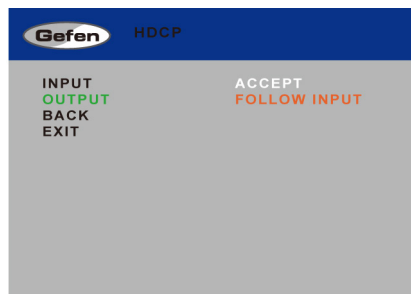 Gefen HDCP
INPUT ACCEPT
OUTPUT FOLLOW INPUT
BACK
EXIT